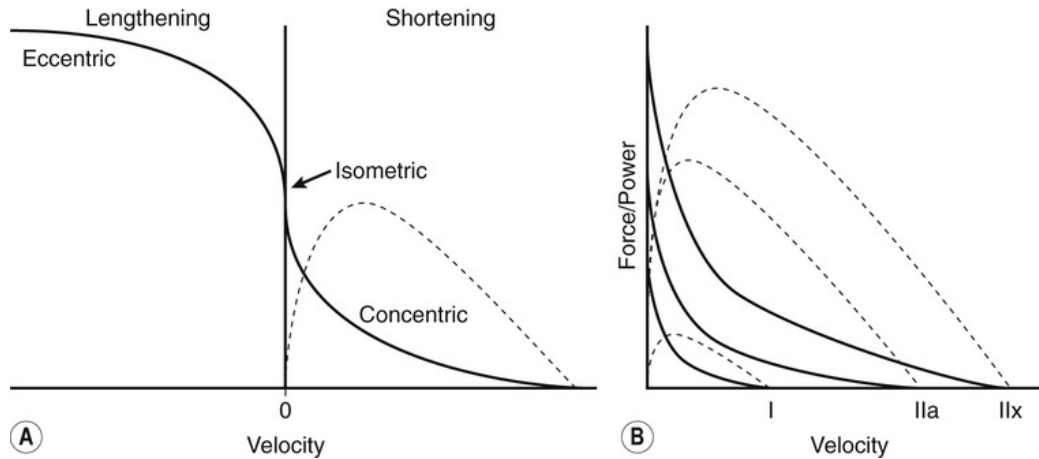 Lengthening
Shortening
Eccentric
Isometric
Concentric
0
Velocity
A
Force/Power
I
IIa
IIx
Velocity
B